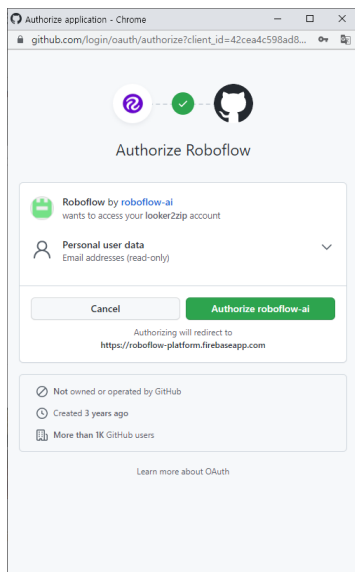 Authorize application - Chrome
github.com/login/oauth/authorize?client_id=42cea4c598ad8...
Authorize Roboflow
Roboflow by roboflow-ai
wants to access your looker2zip account
Personal user data
Email addresses (read-only)
Cancel
Authorize roboflow-ai
Authorizing will redirect to
https://roboflow-platform.firebaseapp.com
Not owned or operated by GitHub
Created 3 years ago
More than 1K GitHub users
Learn more about OAuth